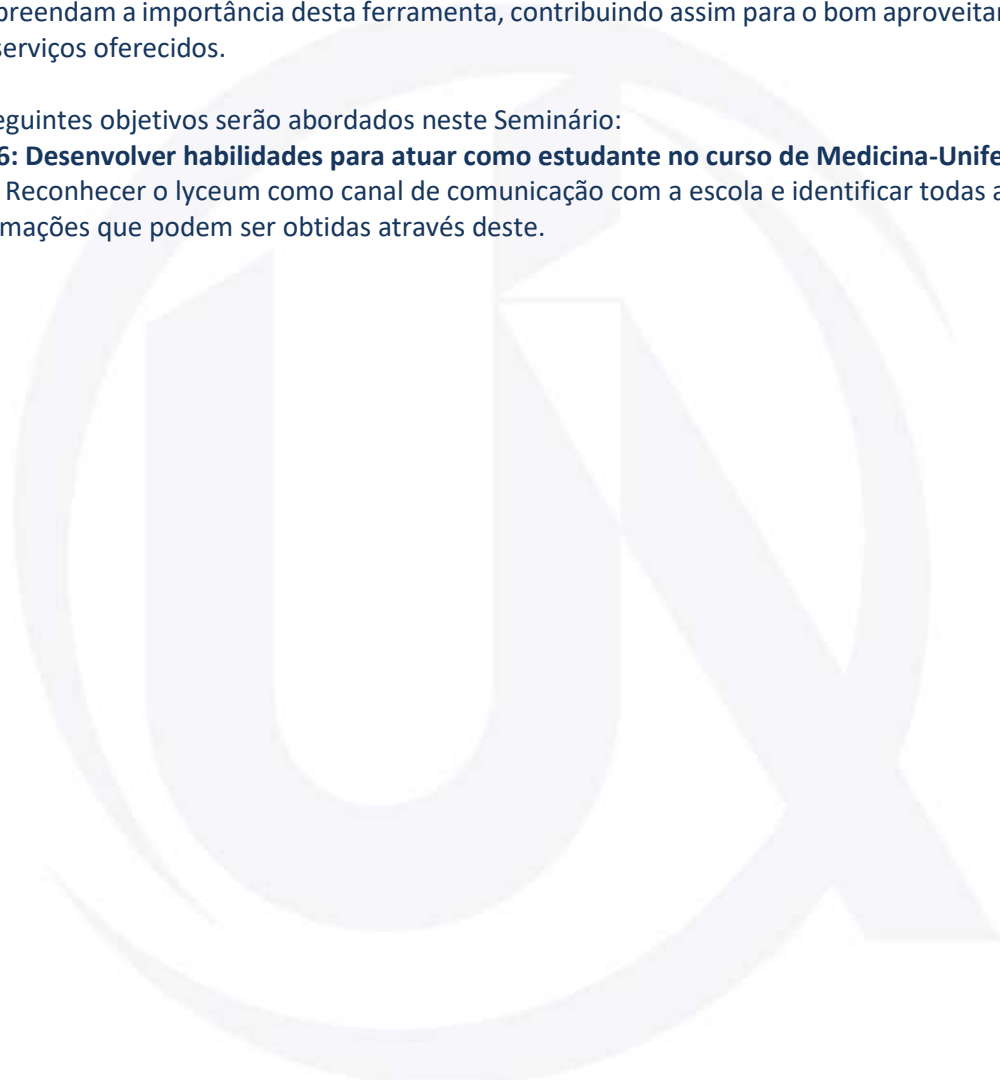 preendam a importância desta ferramenta, contribuindo assim para o bom aproveitar
serviços oferecidos.
eguintes objetivos serão abordados neste Seminário:
6: Desenvolver habilidades para atuar como estudante no curso de Medicina-Unife
Reconhecer o lyceum como canal de comunicação com a escola e identificar todas a
rmações que podem ser obtidas através deste.